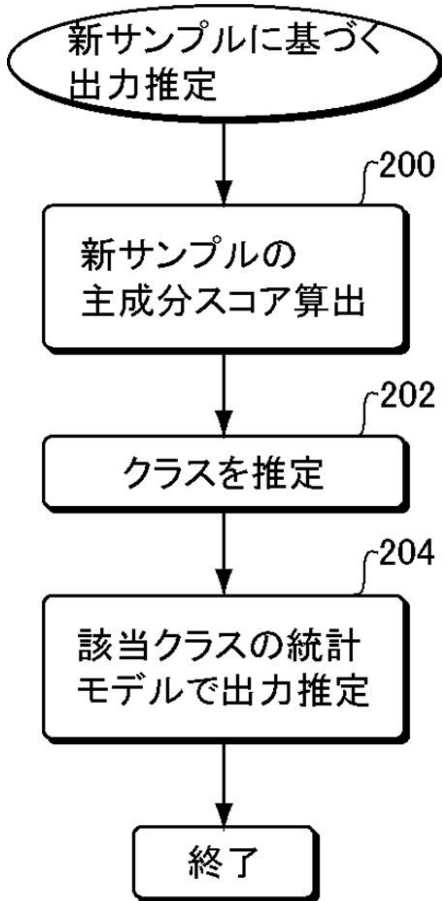 新サンプルに基づく
出力推定
200
新サンプルの
主成分スコア算出
202
クラスを推定
204
該当クラスの統計
モデルで出力推定
終了